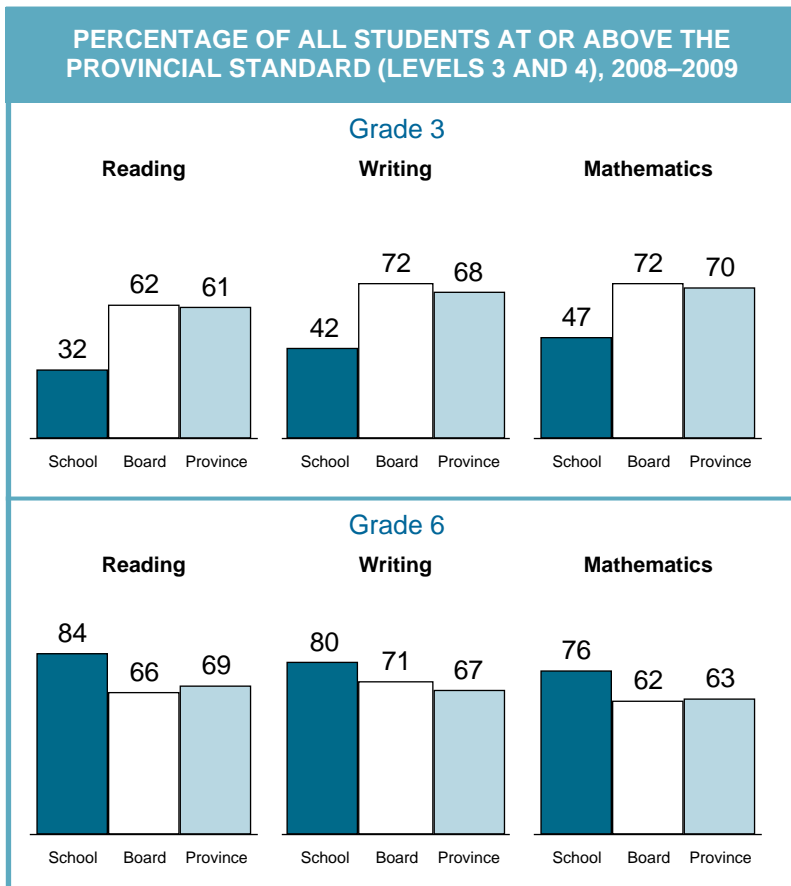 PERCENTAGE OF ALL STUDENTS AT OR ABOVE THE
PROVINCIAL STANDARD (LEVELS 3 AND 4), 2008–2009
Grade 3
Reading Writing Mathematics
32 62 61 42 72 68 47 72 70
School Board Province School Board Province School Board Province
Grade 6
Reading Writing Mathematics
84 66 69 80 71 67 76 62 63
School Board Province School Board Province School Board Province